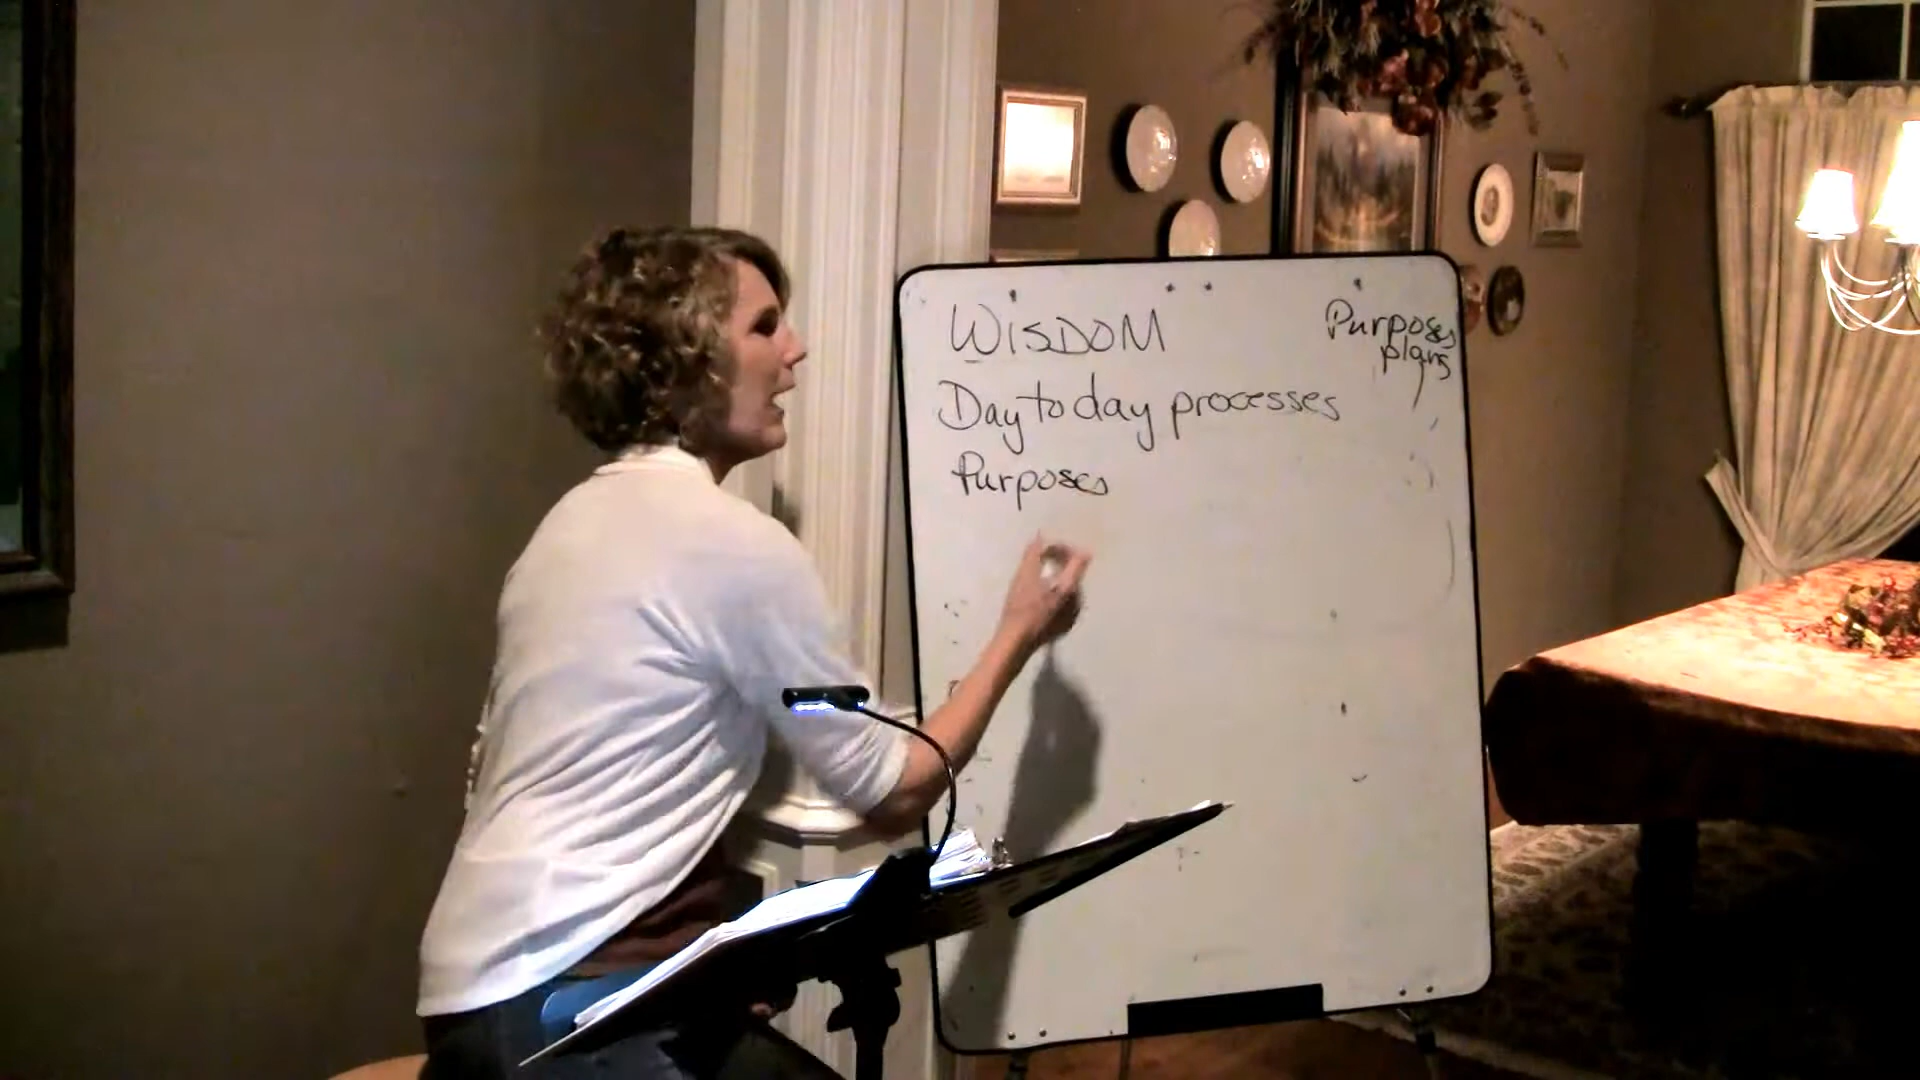 WISDOM
Purposes
plans
Day to day processes
Purposes